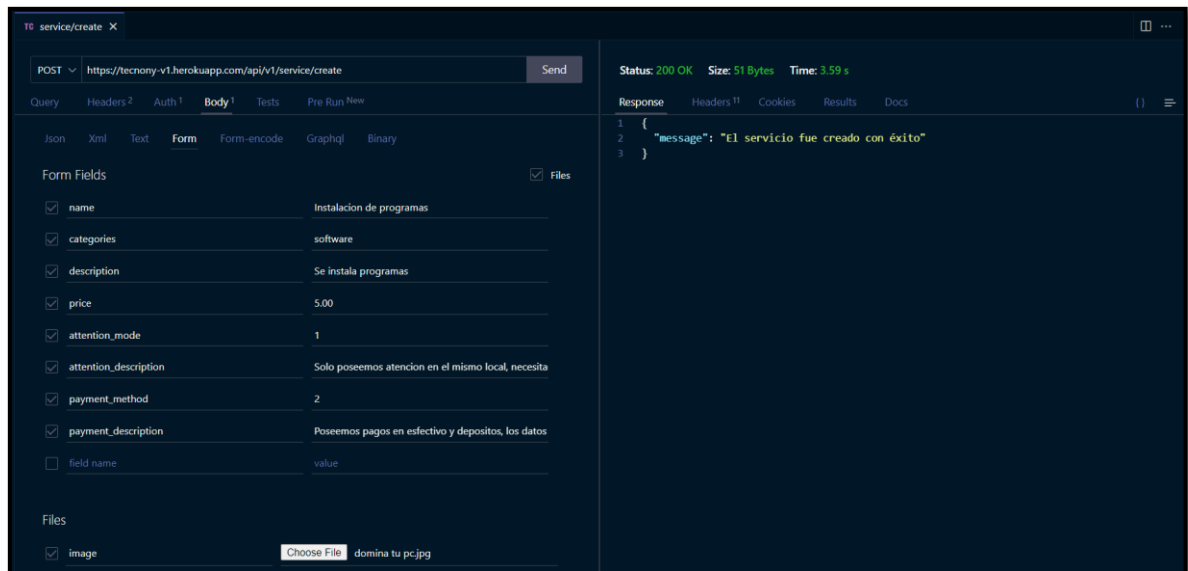 TC service/create X
POST https://tecnony-v1.herokuapp.com/api/v1/service/create Send
Query Headers 2 Auth 1 Body 1 Tests Pre Run New
Json Xml Text Form Form-encode Graphql Binary
Form Fields Files
name Instalacion de programas
categories software
description Se instala programas
price 5.00
attention_mode 1
attention_description Solo poseemos atencion en el mismo local, necesita
payment_method 2
payment_description Poseemos pagos en esfectivo y depositos, los datos
field name value
Files
image Choose File domina tu pc.jpg
Status: 200 OK Size: 51 Bytes Time: 3.59 s
Response Headers 11 Cookies Results Docs {}
1 {
2 "message": "El servicio fue creado con éxito"
3 }